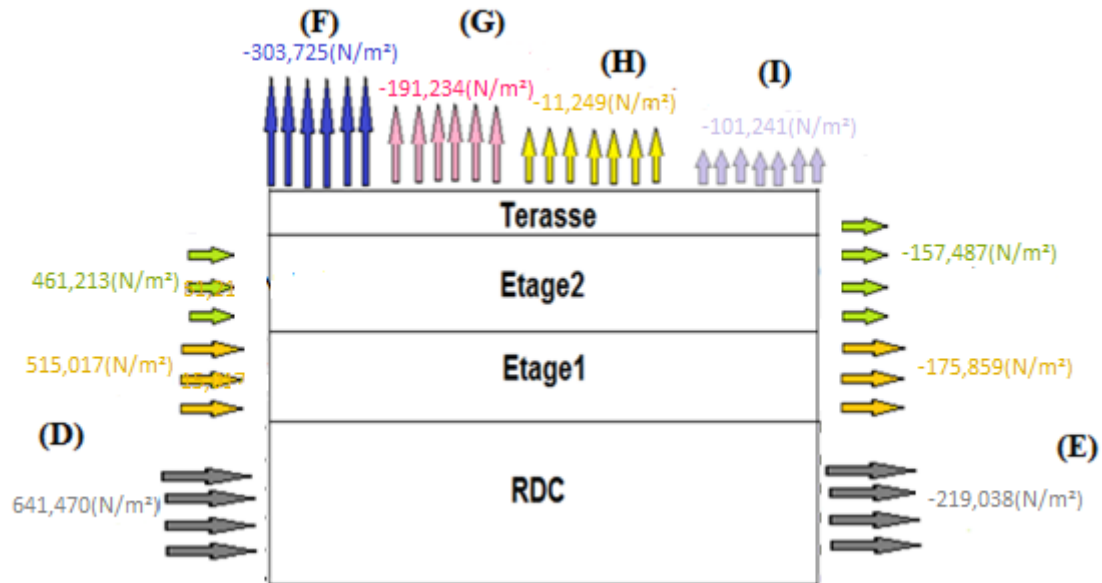 (F)
(G)
-303,725(N/m²)
(H)
(I)
-191,234(N/m²)
-11,249(N/m²)
-101,241(N/m²)
Terasse
461,213(N/m²)
Etage2
-157,487(N/m²)
515,017(N/m²)
Etage1
-175,859(N/m²)
(D)
(E)
641,470(N/m²)
RDC
-219,038(N/m²)